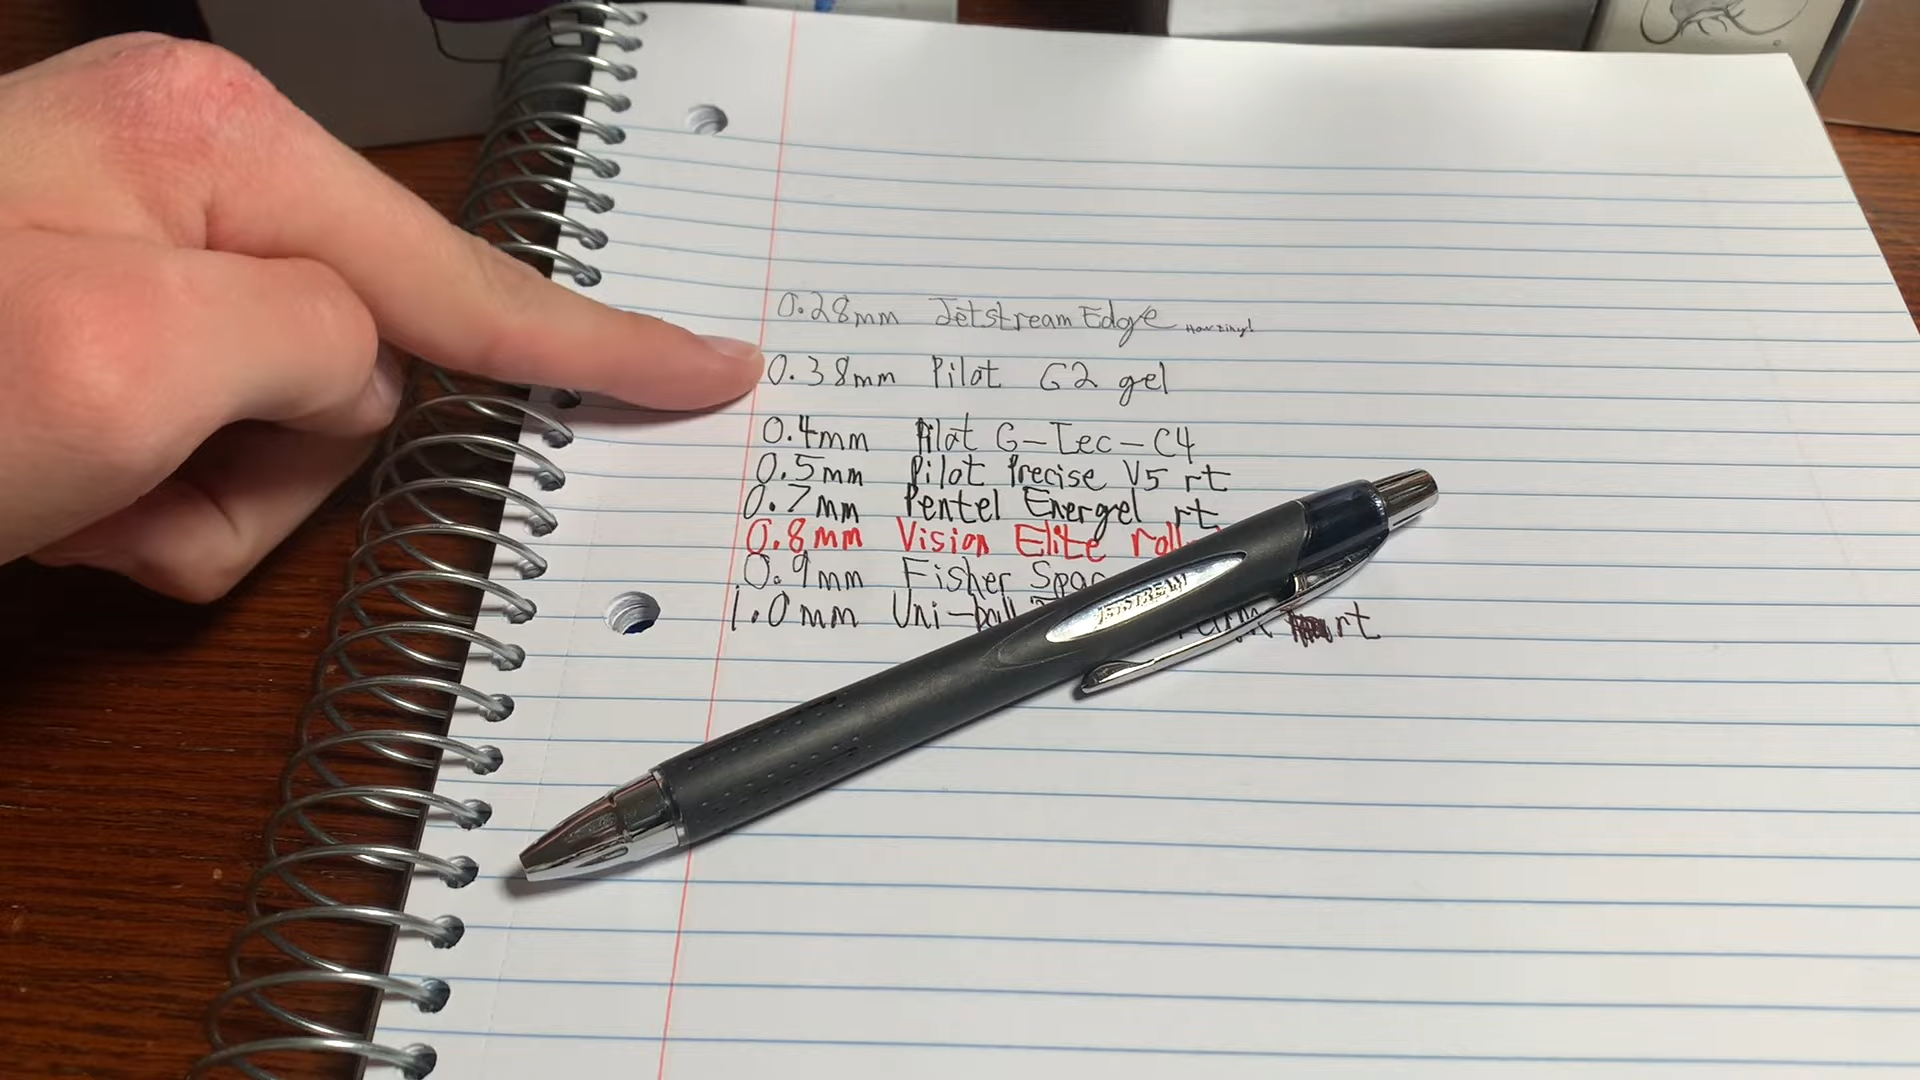 0.28mm Jetstream Edge How tiny!
0.38mm Pilot G2 gel
0.4mm Pilot G-Tec-C4
0.5mm Pilot Precise V5 rt
0.7mm Pentel Energel rt
0.8mm Vision Elite
0.9mm Fisher
1.0mm Uni-ball rt
JETSTREAM